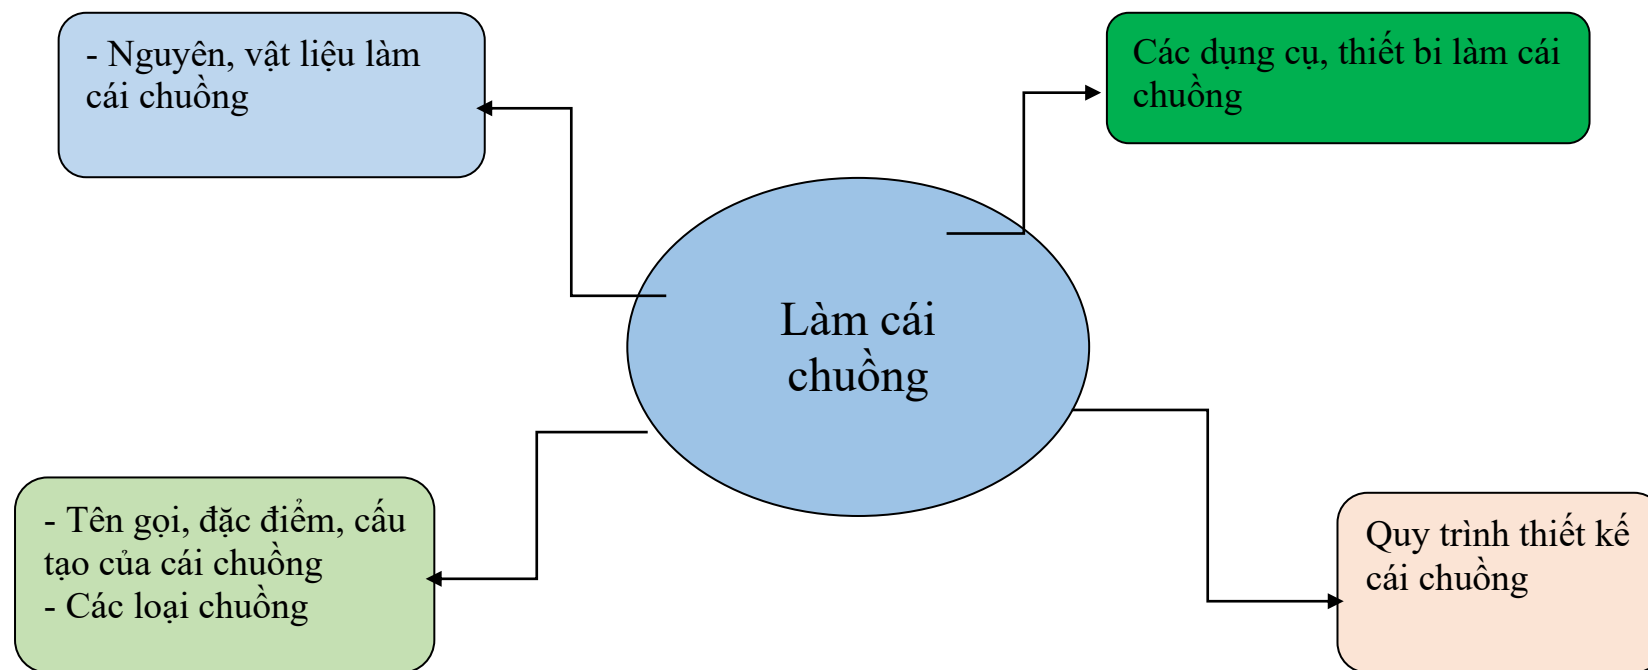 - Nguyên, vật liệu làm
cái chuồng
Các dụng cụ, thiết bi làm cái
chuồng
Làm cái
chuồng
- Tên gọi, đặc điểm, cấu
tạo của cái chuồng
- Các loại chuồng
Quy trình thiết kế
cái chuồng